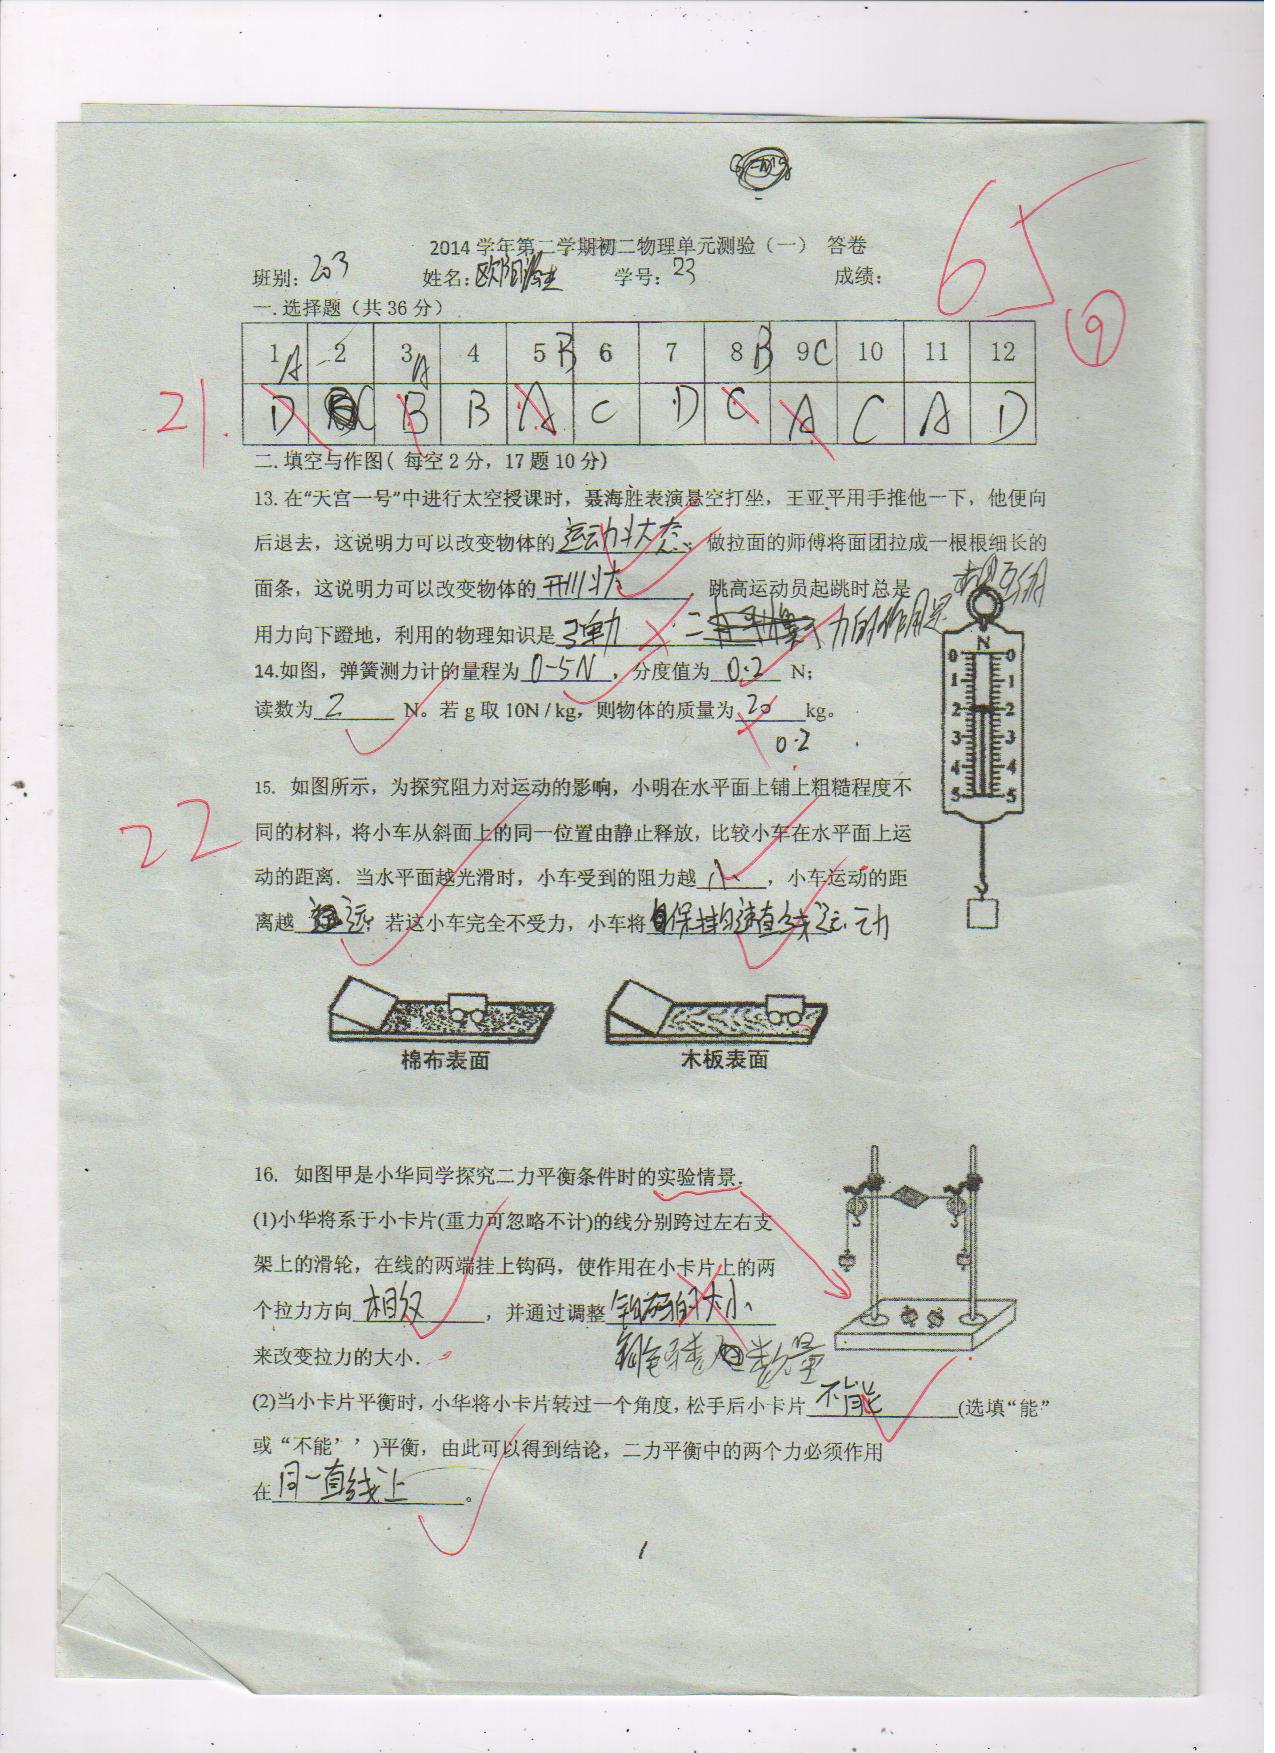 65
2014 学年第二学期初二物理单元测验（一） 答卷
班别: 203 姓名: 欧阳 学号: 23 成绩:
9
一. 选择题（共 36 分）
1 A 2 3 A 4 5 B 6 7 8 B 9 C 10 11 12
21. D C B B A C D C A C A D
二. 填空与作图( 每空 2 分，17 题 10 分)
13. 在“天宫一号”中进行太空授课时，聂海胜表演悬空打坐，王亚平用手推他一下，他便向
后退去，这说明力可以改变物体的 运动状态 . 做拉面的师傅将面团拉成一根根细长的
面条，这说明力可以改变物体的 形状 . 跳高运动员起跳时总是
用力向下蹬地，利用的物理知识是 弹力 力的作用是
相互的
14.如图，弹簧测力计的量程为 0-5N ，分度值为 0.2 N；
读数为 2 N。若 g 取 10N / kg，则物体的质量为 20 kg。
0.2
N
0 0
1 1
2 2
3 3
4 4
5 5
22
15. 如图所示，为探究阻力对运动的影响，小明在水平面上铺上粗糙程度不
同的材料，将小车从斜面上的同一位置由静止释放，比较小车在水平面上运
动的距离．当水平面越光滑时，小车受到的阻力越 小 ，小车运动的距
离越 远 ；若这小车完全不受力，小车将 保持匀速直线运动
棉布表面 木板表面
16. 如图甲是小华同学探究二力平衡条件时的实验情景．
(1)小华将系于小卡片(重力可忽略不计)的线分别跨过左右支
架上的滑轮，在线的两端挂上钩码，使作用在小卡片上的两
个拉力方向 相反 ，并通过调整 钩码的大小
来改变拉力的大小． 数量
(2)当小卡片平衡时，小华将小卡片转过一个角度，松手后小卡片 不能 (选填“能”
或“不能’’)平衡，由此可以得到结论，二力平衡中的两个力必须作用
在 同一直线上 。
1